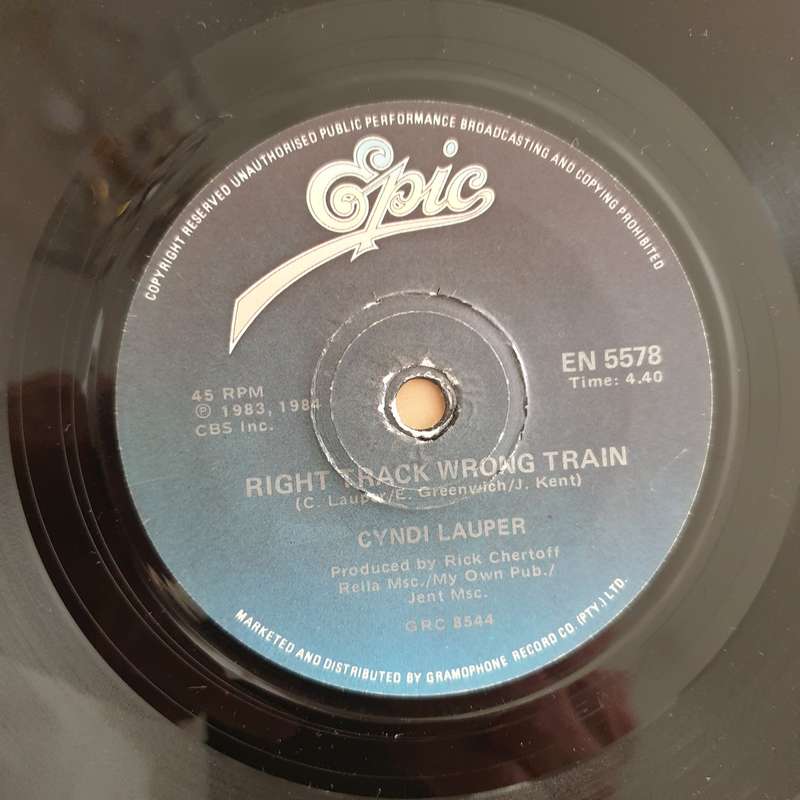 COPYRIGHT RESERVED UNAUTHORISED PUBLIC PERFORMANCE BROADCASTING AND COPYING PROHIBITED
Epic
EN 5578
Time: 4.40
45 RPM
Ⓟ 1983, 1984
CBS Inc.
RIGHT TRACK WRONG TRAIN
(C. Lauper/E. Greenwich/J. Kent)
CYNDI LAUPER
Produced by Rick Chertoff
Rella Msc./My Own Pub./
Jent Msc.
GRC 8544
MARKETED AND DISTRIBUTED BY GRAMOPHONE RECORD CO. (PTY.) LTD.